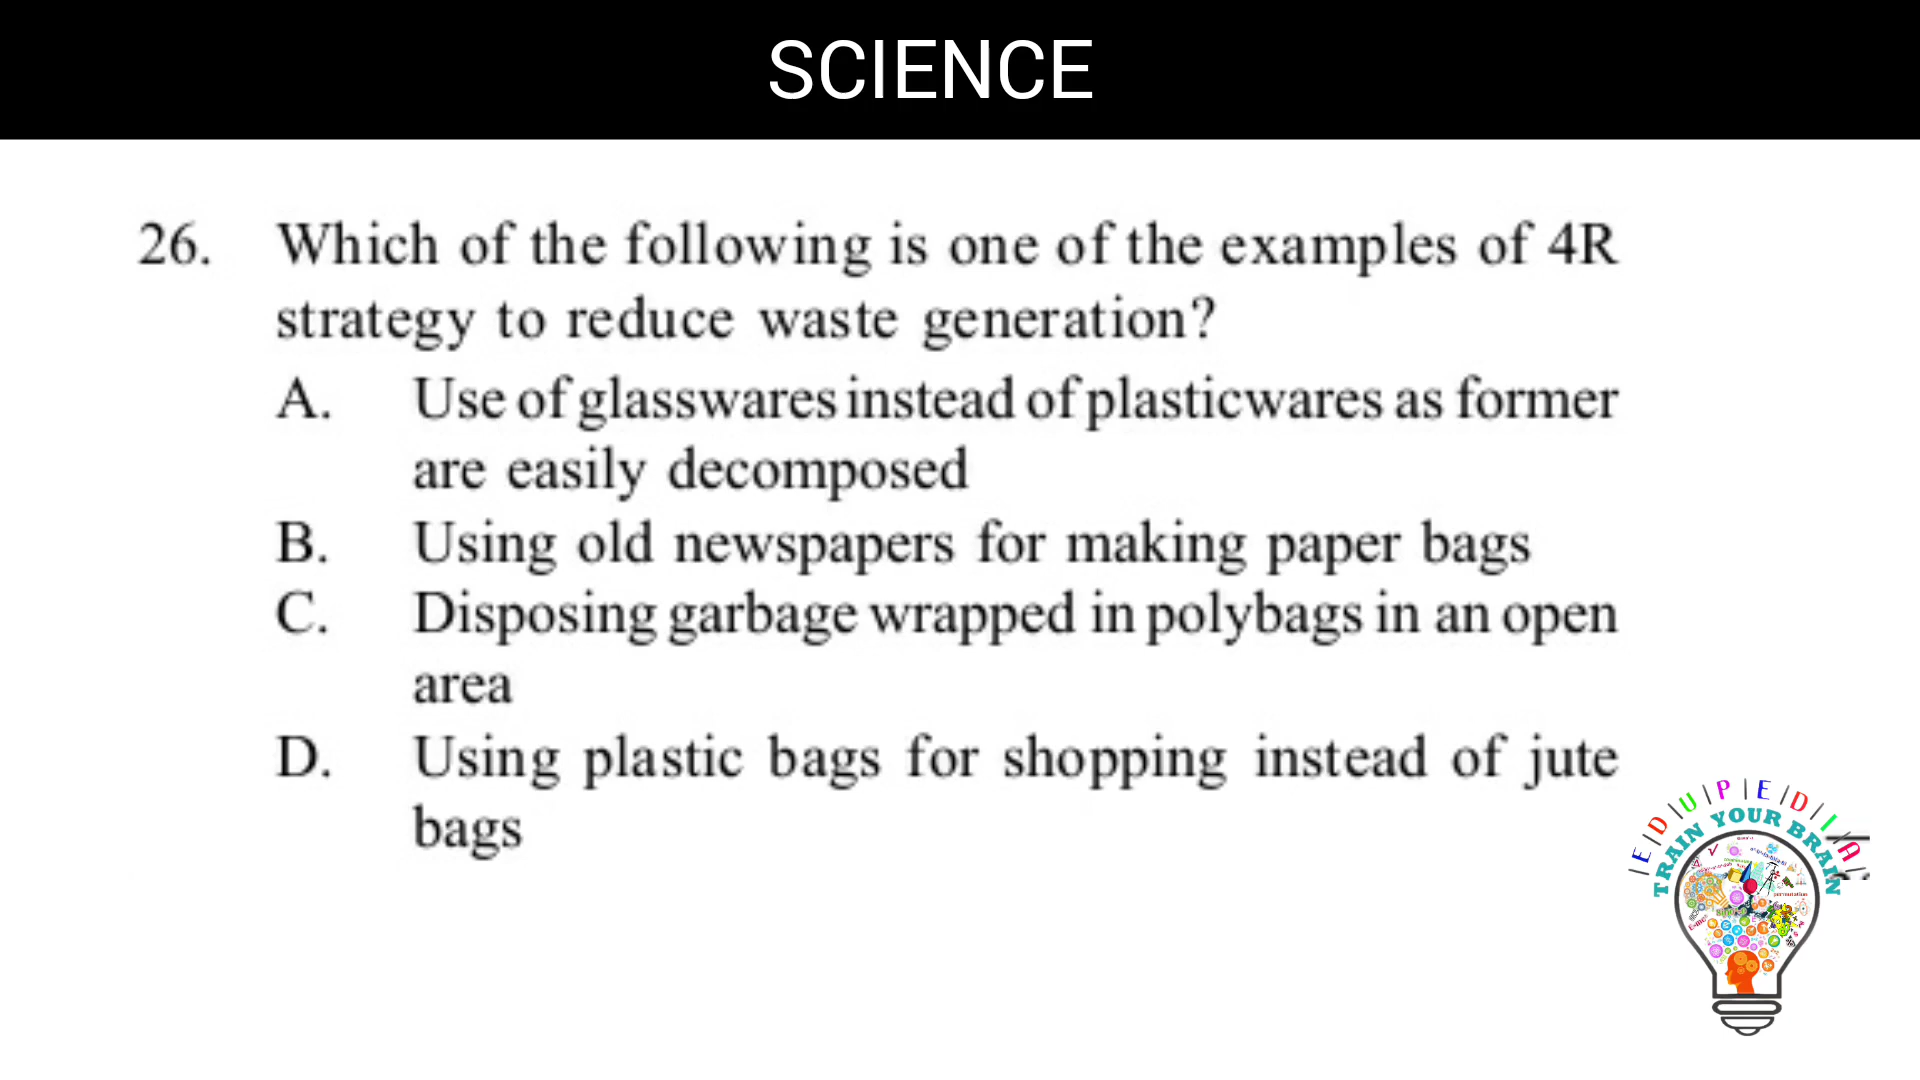 SCIENCE
26. Which of the following is one of the examples of 4R
strategy to reduce waste generation?
A. Use of glasswares instead of plasticwares as former
are easily decomposed
B. Using old newspapers for making paper bags
C. Disposing garbage wrapped in polybags in an open
area
D. Using plastic bags for shopping instead of jute
bags
|E|D|U|P|E|D|I|A|
TRAIN YOUR BRAIN